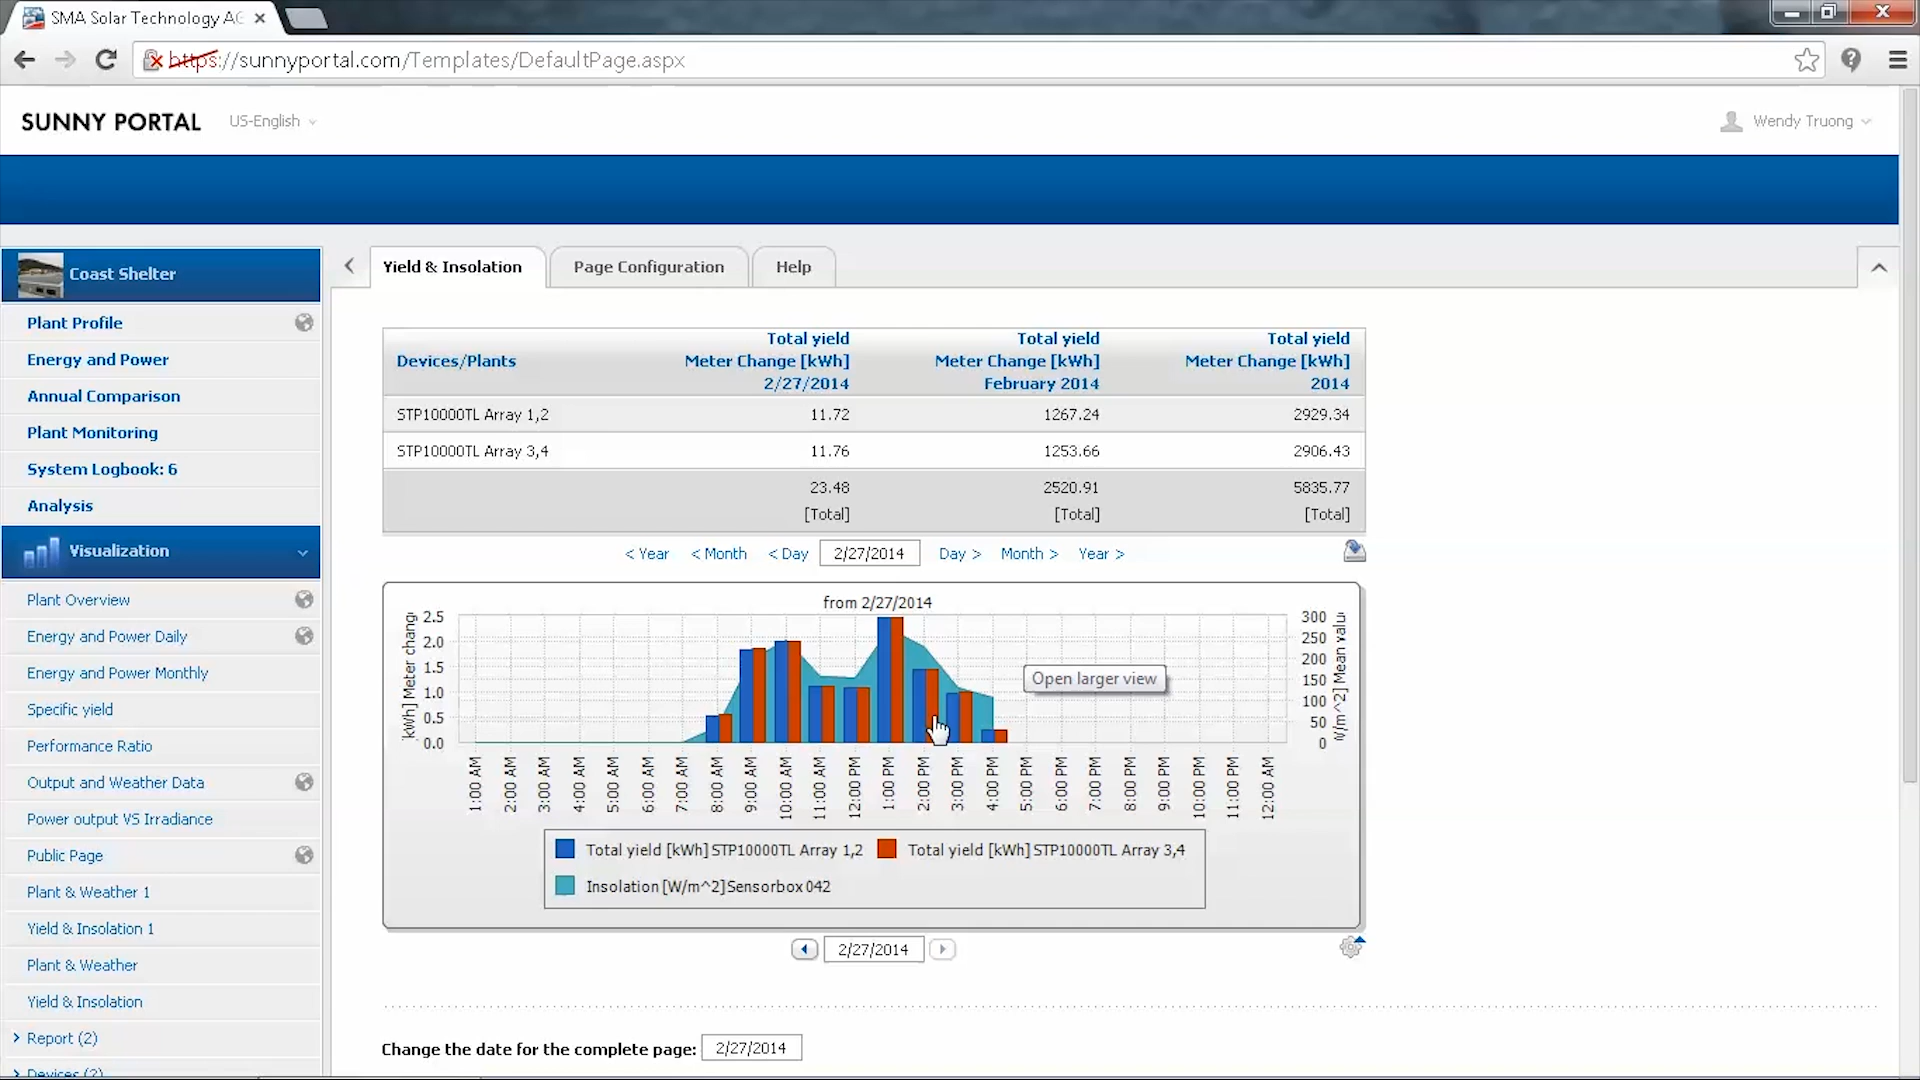 SMA Solar Technology AG
https://sunnyportal.com/Templates/DefaultPage.aspx
SUNNY PORTAL
US-English
Wendy Truong
Coast Shelter
Plant Profile
Energy and Power
Annual Comparison
Plant Monitoring
System Logbook: 6
Analysis
Visualization
Plant Overview
Energy and Power Daily
Energy and Power Monthly
Specific yield
Performance Ratio
Output and Weather Data
Power output VS Irradiance
Public Page
Plant & Weather 1
Yield & Insolation 1
Plant & Weather
Yield & Insolation
Report (2)
Devices (2)
Yield & Insolation
Page Configuration
Help
Devices/Plants
Total yield
Meter Change [kWh]
2/27/2014
Total yield
Meter Change [kWh]
February 2014
Total yield
Meter Change [kWh]
2014
STP10000TL Array 1,2 11.72 1267.24 2929.34
STP10000TL Array 3,4 11.76 1253.66 2906.43
23.48 2520.91 5835.77
[Total] [Total] [Total]
< Year < Month < Day 2/27/2014 Day > Month > Year >
from 2/27/2014
[kWh] Meter chang
2.5
2.0
1.5
1.0
0.5
0.0
300
250
200
150
100
50
0
W/m^2] Mean valu
Open larger view
1:00 AM
2:00 AM
3:00 AM
4:00 AM
5:00 AM
6:00 AM
7:00 AM
8:00 AM
9:00 AM
10:00 AM
11:00 AM
12:00 PM
1:00 PM
2:00 PM
3:00 PM
4:00 PM
5:00 PM
6:00 PM
7:00 PM
8:00 PM
9:00 PM
10:00 PM
11:00 PM
12:00 AM
Total yield [kWh] STP10000TL Array 1,2 Total yield [kWh] STP10000TL Array 3,4
Insolation [W/m^2] Sensorbox 042
2/27/2014
Change the date for the complete page: 2/27/2014